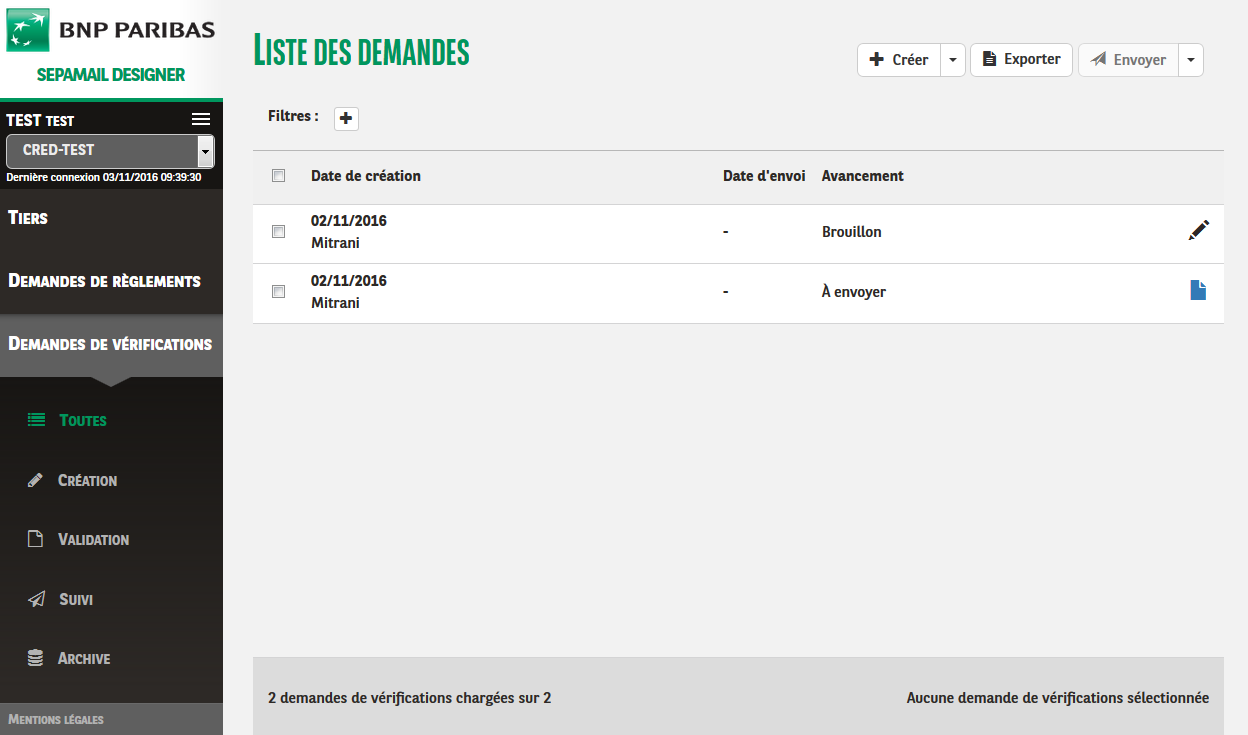 BNP PARIBAS
SEPAMAIL DESIGNER
TEST TEST
CRED-TEST
Dernière connexion 03/11/2016 09:39:30
TIERS
DEMANDES DE RÈGLEMENTS
DEMANDES DE VÉRIFICATIONS
TOUTES
CRÉATION
VALIDATION
SUIVI
ARCHIVE
MENTIONS LÉGALES
LISTE DES DEMANDES
Créer Exporter Envoyer
Filtres :
Date de création Date d'envoi Avancement
02/11/2016
Mitrani - Brouillon
02/11/2016
Mitrani - À envoyer
2 demandes de vérifications chargées sur 2 Aucune demande de vérifications sélectionnée